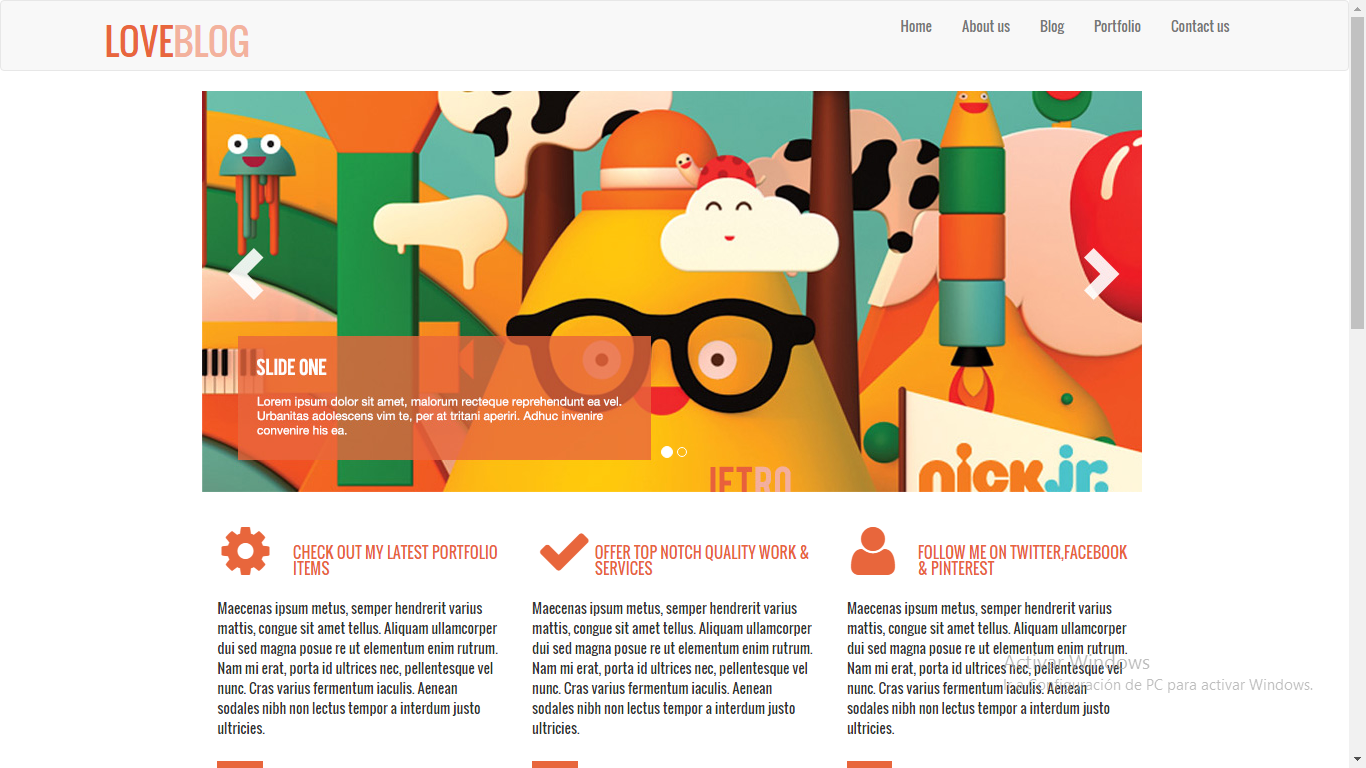 LOVEBLOG
Home About us Blog Portfolio Contact us
SLIDE ONE
Lorem ipsum dolor sit amet, malorum recteque reprehendunt ea vel.
Urbanitas adolescens vim te, per at tritani aperiri. Adhuc invenire
convenire his ea.
JETRO
nick jr.
CHECK OUT MY LATEST PORTFOLIO
ITEMS
Maecenas ipsum metus, semper hendrerit varius
mattis, congue sit amet tellus. Aliquam ullamcorper
dui sed magna posue re ut elementum enim rutrum.
Nam mi erat, porta id ultrices nec, pellentesque vel
nunc. Cras varius fermentum iaculis. Aenean
sodales nibh non lectus tempor a interdum justo
ultricies.
OFFER TOP NOTCH QUALITY WORK &
SERVICES
Maecenas ipsum metus, semper hendrerit varius
mattis, congue sit amet tellus. Aliquam ullamcorper
dui sed magna posue re ut elementum enim rutrum.
Nam mi erat, porta id ultrices nec, pellentesque vel
nunc. Cras varius fermentum iaculis. Aenean
sodales nibh non lectus tempor a interdum justo
ultricies.
FOLLOW ME ON TWITTER,FACEBOOK
& PINTEREST
Maecenas ipsum metus, semper hendrerit varius
mattis, congue sit amet tellus. Aliquam ullamcorper
dui sed magna posue re ut elementum enim rutrum.
Nam mi erat, porta id ultrices nec, pellentesque vel
nunc. Cras varius fermentum iaculis. Aenean
sodales nibh non lectus tempor a interdum justo
ultricies.
Activar Windows
Ir a Configuración de PC para activar Windows.